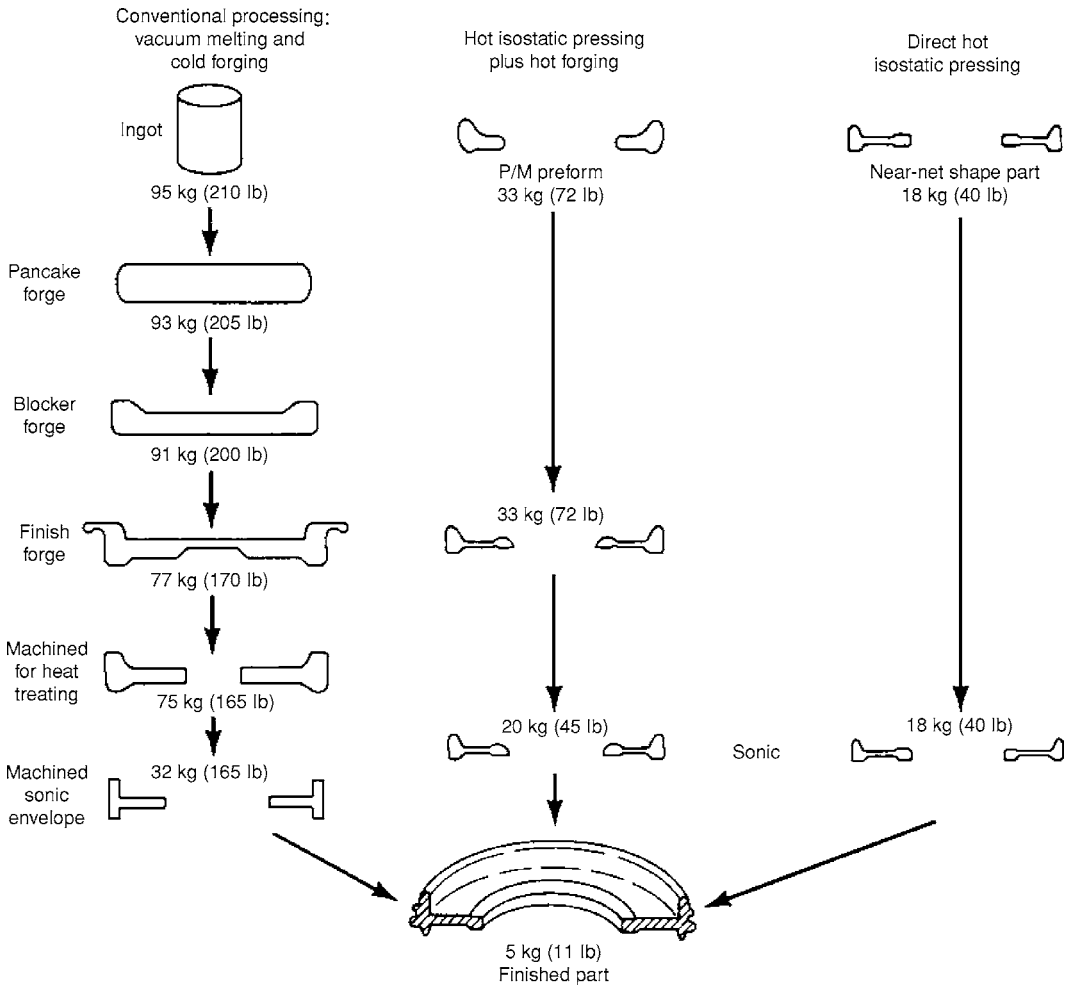 Conventional processing:
vacuum melting and
cold forging
Ingot
95 kg (210 lb)
Pancake
forge
93 kg (205 lb)
Blocker
forge
91 kg (200 lb)
Finish
forge
77 kg (170 lb)
Machined
for heat
treating
75 kg (165 lb)
Machined
sonic
envelope
32 kg (165 lb)
Hot isostatic pressing
plus hot forging
P/M preform
33 kg (72 lb)
33 kg (72 lb)
20 kg (45 lb)
Direct hot
isostatic pressing
Near-net shape part
18 kg (40 lb)
Sonic
18 kg (40 lb)
5 kg (11 lb)
Finished part